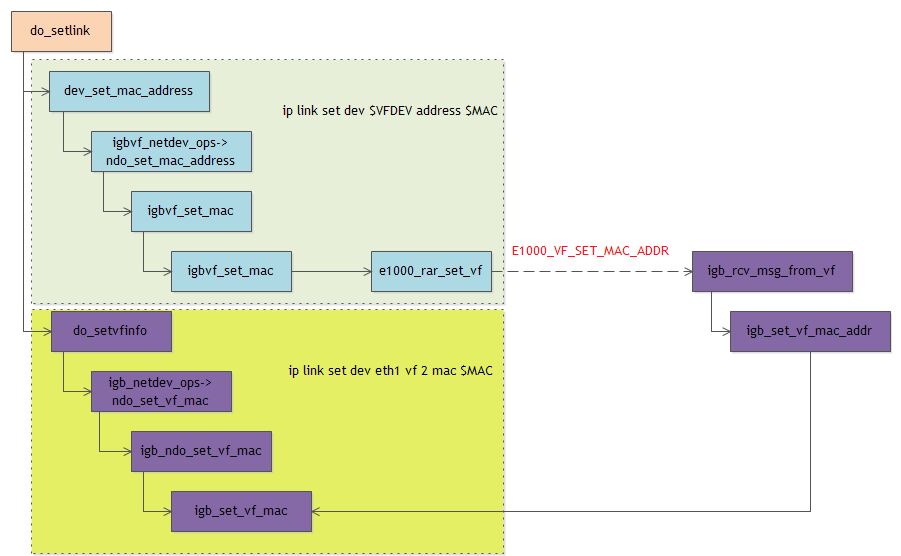 do_setlink
dev_set_mac_address
ip link set dev $VFDEV address $MAC
igbvf_netdev_ops->
ndo_set_mac_address
igbvf_set_mac
igbvf_set_mac
e1000_rar_set_vf
E1000_VF_SET_MAC_ADDR
igb_rcv_msg_from_vf
igb_set_vf_mac_addr
do_setvfinfo
ip link set dev eth1 vf 2 mac $MAC
igb_netdev_ops->
ndo_set_vf_mac
igb_ndo_set_vf_mac
igb_set_vf_mac